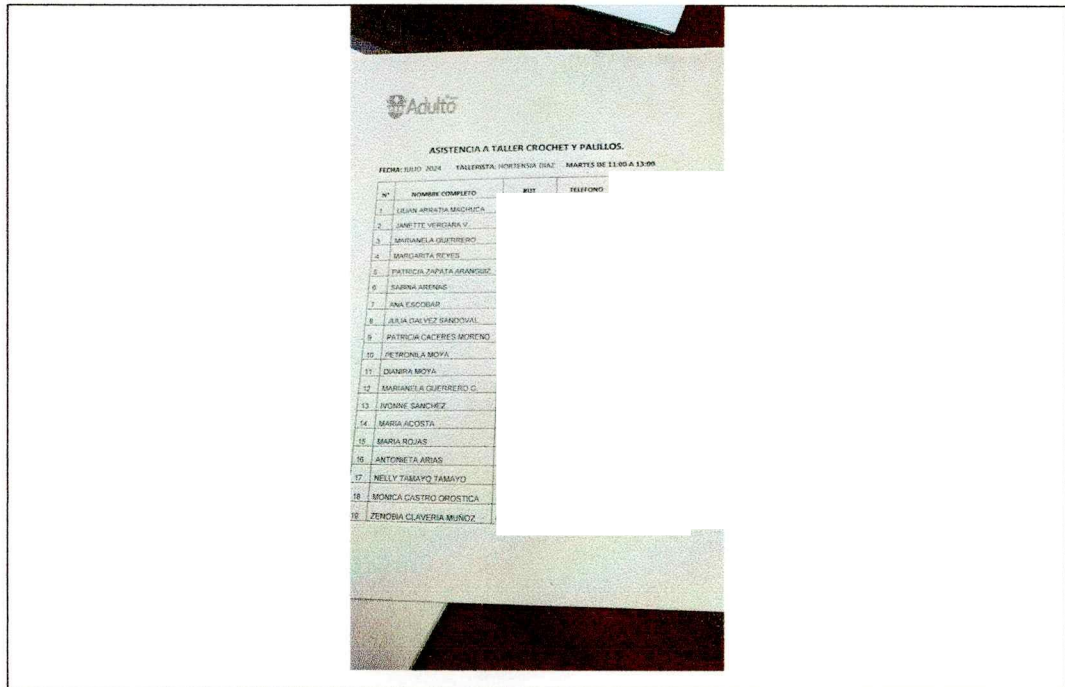 Adulto
ASISTENCIA A TALLER CROCHET Y PALILLOS.
FECHA: JULIO 2024 TALLERISTA: HORTENSIA DIAZ MARTES DE 11:00 A 13:00
N° NOMBRE COMPLETO RUT TELEFONO
1 LILIAN ARRATIA MACHUCA
2 JANETTE VERGARA V.
3 MARIANELA GUERRERO
4 MARGARITA REYES
5 PATRICIA ZAPATA ARANGUIZ
6 SABINA ARENAS
7 ANA ESCOBAR
8 JULIA GALVEZ SANDOVAL
9 PATRICIA CACERES MORENO
10 PETRONILA MOYA
11 DIANIRA MOYA
12 MARIANELA GUERRERO G.
13 IVONNE SANCHEZ
14 MARIA ACOSTA
15 MARIA ROJAS
16 ANTONIETA ARIAS
17 NELLY TAMAYO TAMAYO
18 MONICA CASTRO OROSTICA
19 ZENOBIA CLAVERIA MUÑOZ